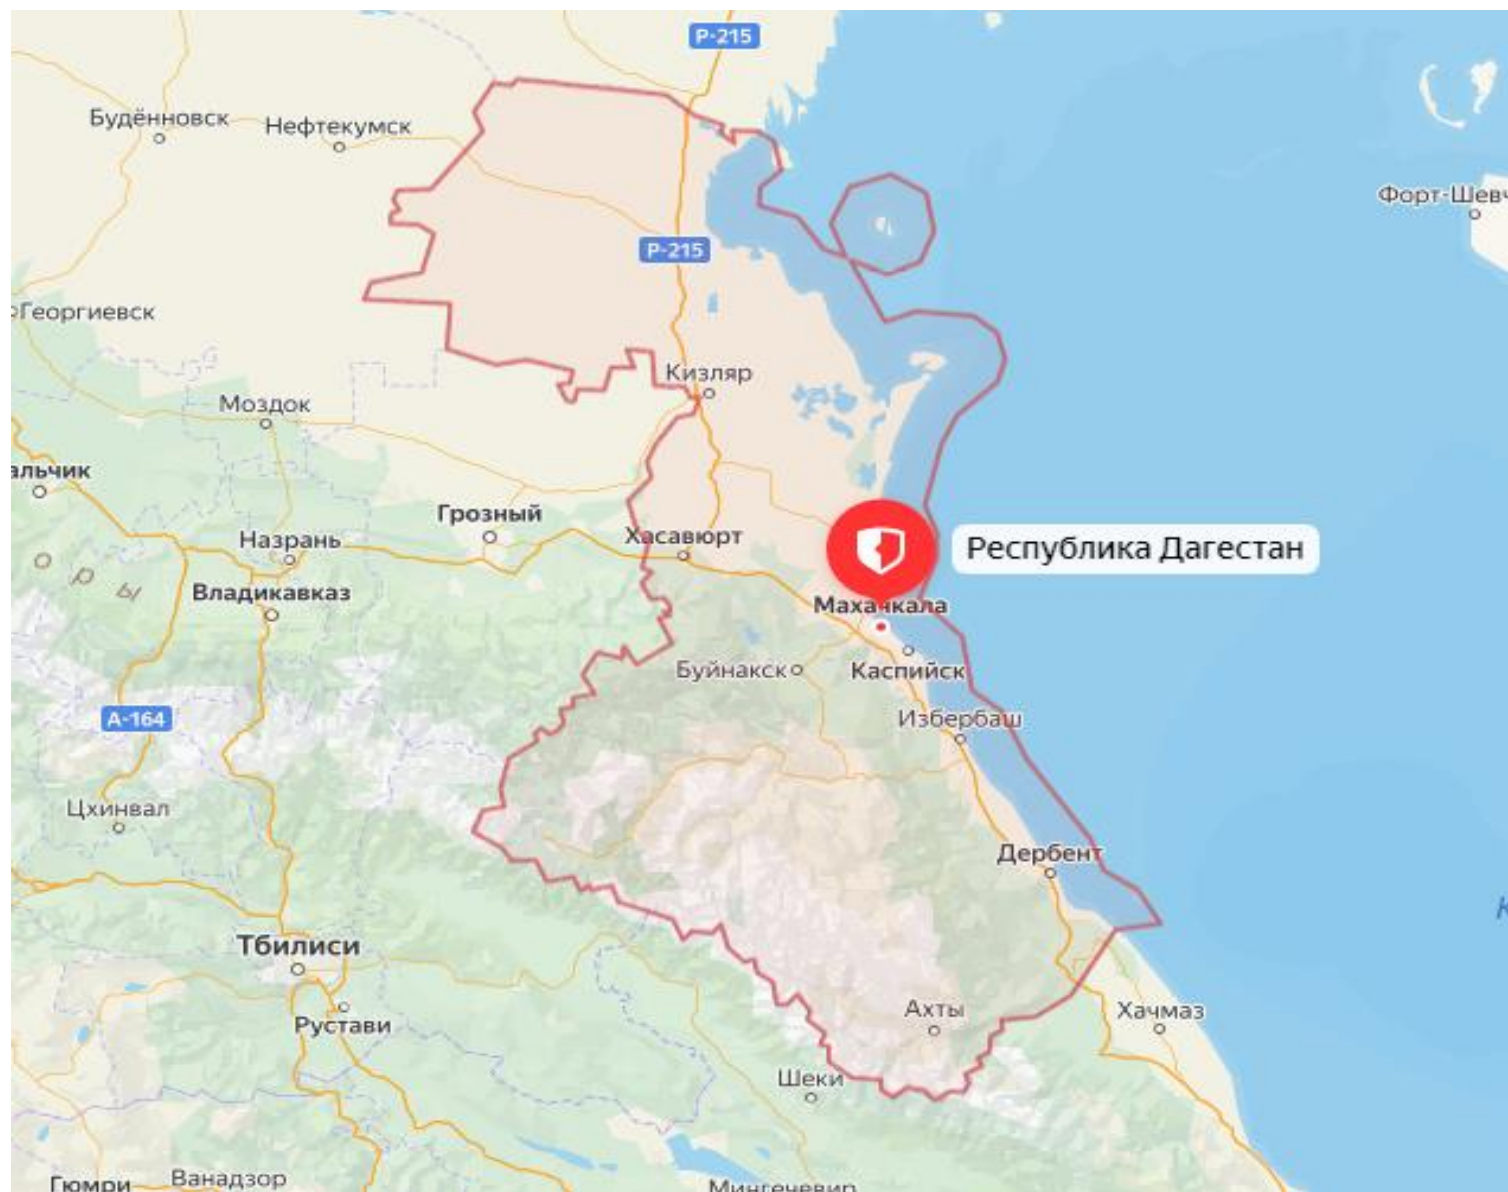 Р-215
Будённовск
Нефтекумск
Форт-Шевч
Р-215
Георгиевск
Кизляр
Моздок
альчик
Грозный
Хасавюрт
Назрань
Республика Дагестан
о р ы
Владикавказ
Махачкала
Буйнакск
Каспийск
А-164
Избербаш
Цхинвал
Дербент
К
Тбилиси
Ахты
Хачмаз
Рустави
Шеки
Гюмри
Ванадзор
Мингечевир